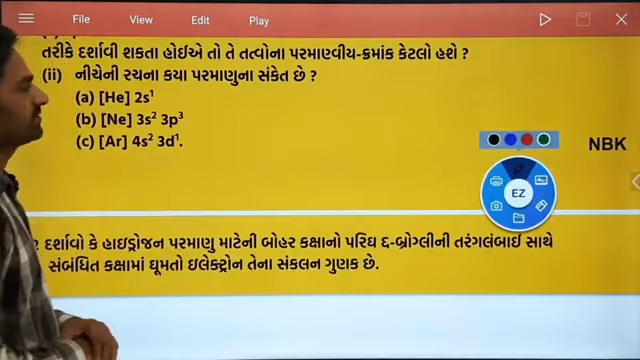 File View Edit Play
તરીકે દર્શાવી શકતા હોઈએ તો તે તત્વોના પરમાણ્વીય-ક્રમાંક કેટલો હશે ?
(ii) નીચેની રચના કયા પરમાણુના સંકેત છે ?
(a) [He] 2s¹
(b) [Ne] 3s² 3p³
(c) [Ar] 4s² 3d¹.
NBK
EZ
દર્શાવો કે હાઇડ્રોજન પરમાણુ માટેની બોહર કક્ષાનો પરિઘ દ-બ્રોગ્લીની તરંગલંબાઈ સાથે
સંબંધિત કક્ષામાં ઘૂમતો ઇલેક્ટ્રોન તેના સંકલન ગુણક છે.